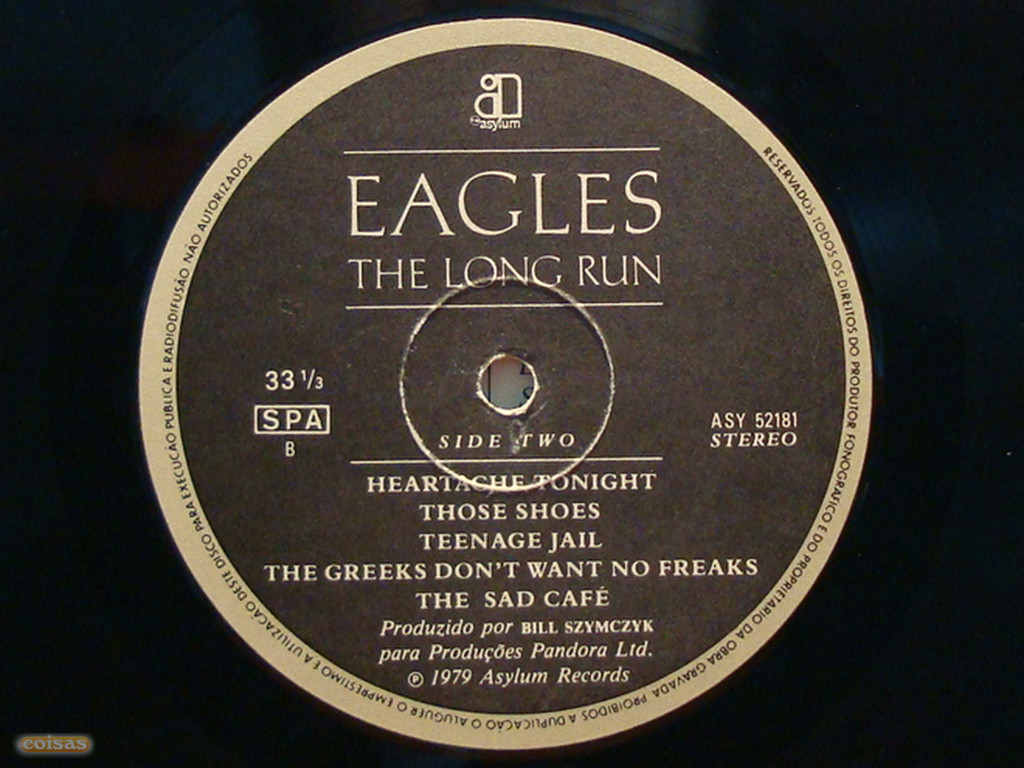 asylum
EAGLES
THE LONG RUN
33 1/3
SPA
B
SIDE TWO
ASY 52181
STEREO
HEARTACHE TONIGHT
THOSE SHOES
TEENAGE JAIL
THE GREEKS DON'T WANT NO FREAKS
THE SAD CAFÉ
Produzido por BILL SZYMCZYK
para Produções Pandora Ltd.
℗ 1979 Asylum Records
RESERVADOS TODOS OS DIREITOS DO PRODUTOR FONOGRAFICO E DO PROPRIETARIO DA OBRA GRAVADA PROIBIDOS A DUPLICAÇAO O ALUGUER O EMPRESTIMO E A UTILIZAÇAO DESTE DISCO PARA EXECUÇÃO PUBLICA E RADIODIFUSÃO NÃO AUTORIZADOS
coisas